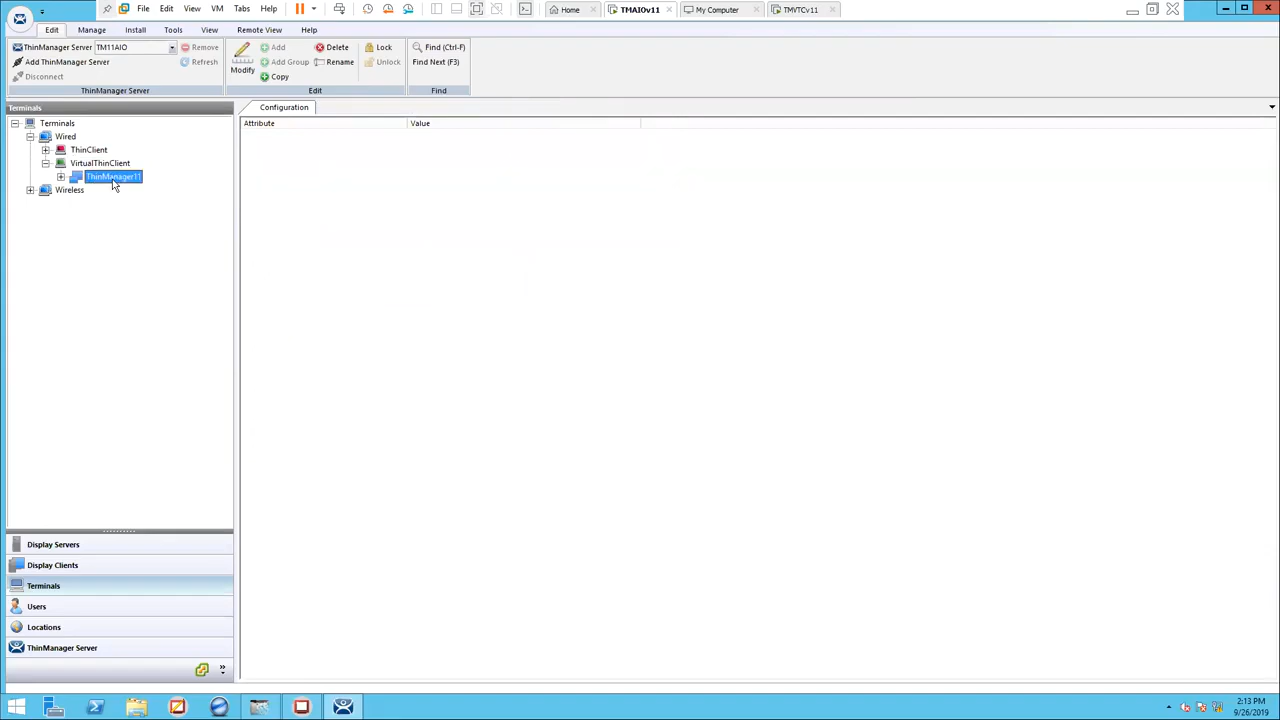 File Edit View VM Tabs Help
Home TMAIOv11 My Computer TMVTCv11
Edit Manage Install Tools View Remote View Help
ThinManager Server TM11AIO Remove
Add ThinManager Server Refresh
Disconnect
ThinManager Server
Modify
Add Delete Lock
Add Group Rename Unlock
Copy
Edit
Find (Ctrl-F)
Find Next (F3)
Find
Terminals
Terminals
Wired
ThinClient
VirtualThinClient
ThinManager11
Wireless
Configuration
Attribute Value
Display Servers
Display Clients
Terminals
Users
Locations
ThinManager Server
2:13 PM
9/26/2019